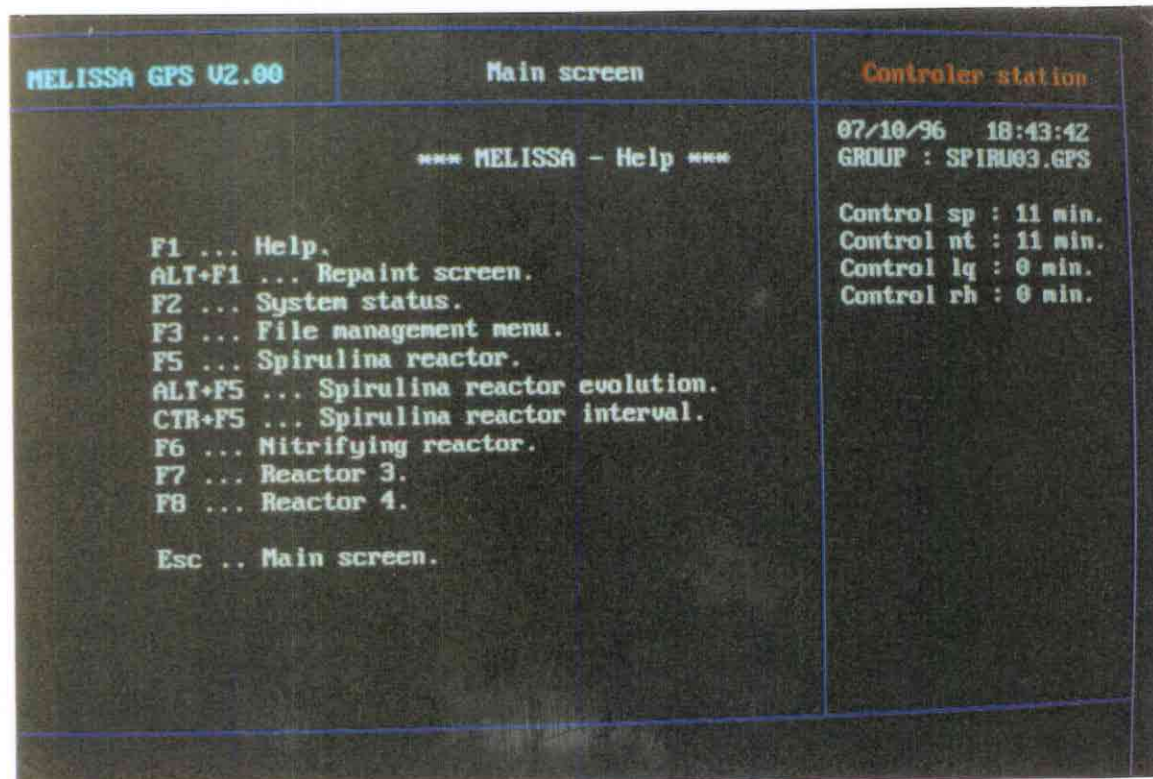 MELISSA GPS V2.00
Main screen
Controler station
*** MELISSA - Help ***
F1 ... Help.
ALT+F1 ... Repaint screen.
F2 ... System status.
F3 ... File management menu.
F5 ... Spirulina reactor.
ALT+F5 ... Spirulina reactor evolution.
CTR+F5 ... Spirulina reactor interval.
F6 ... Nitrifying reactor.
F7 ... Reactor 3.
F8 ... Reactor 4.
Esc .. Main screen.
07/10/96 18:43:42
GROUP : SPIRU03.GPS
Control sp : 11 min.
Control nt : 11 min.
Control lq : 0 min.
Control rh : 0 min.